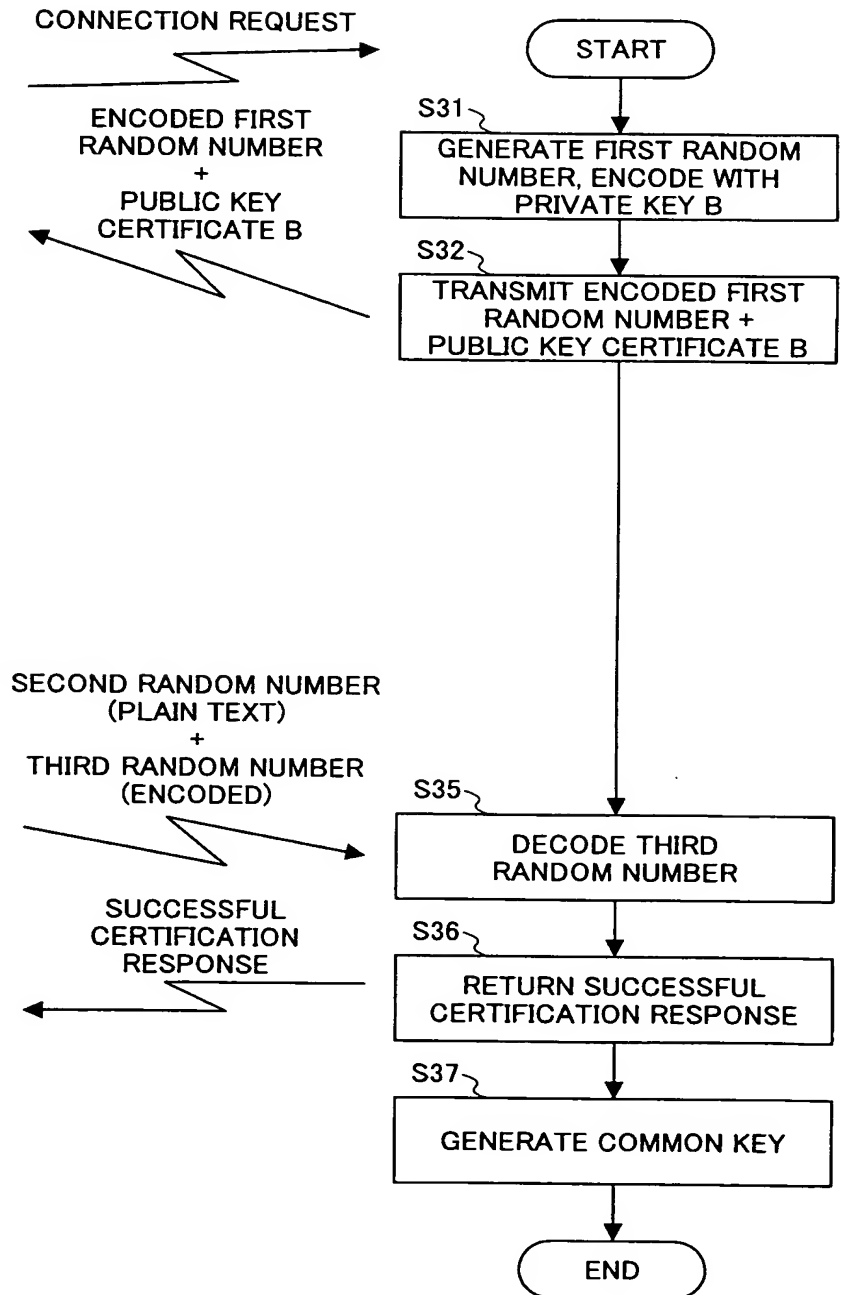 CONNECTION REQUEST
START
ENCODED FIRST
RANDOM NUMBER
+
PUBLIC KEY
CERTIFICATE B
S31
GENERATE FIRST RANDOM
NUMBER, ENCODE WITH
PRIVATE KEY B
S32
TRANSMIT ENCODED FIRST
RANDOM NUMBER +
PUBLIC KEY CERTIFICATE B
SECOND RANDOM NUMBER
(PLAIN TEXT)
+
THIRD RANDOM NUMBER
(ENCODED)
S35
DECODE THIRD
RANDOM NUMBER
SUCCESSFUL
CERTIFICATION
RESPONSE
S36
RETURN SUCCESSFUL
CERTIFICATION RESPONSE
S37
GENERATE COMMON KEY
END